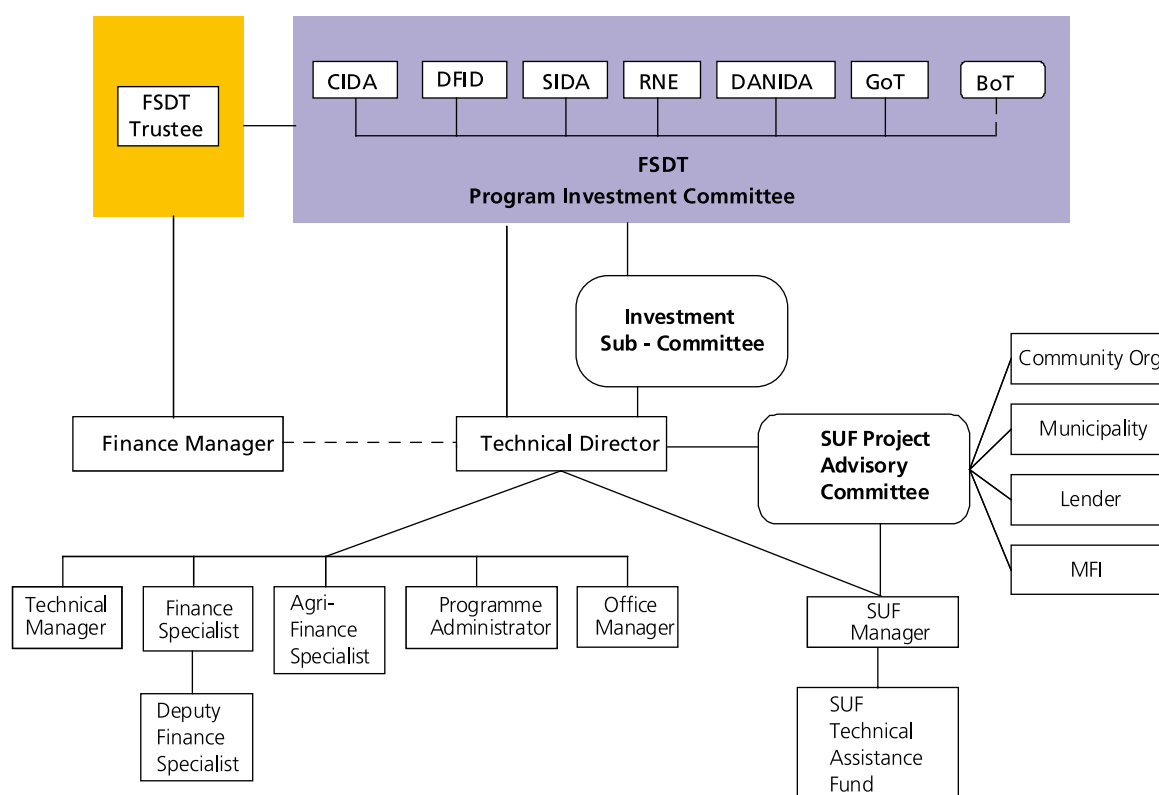 FSDT
Trustee
CIDA
DFID
SIDA
RNE
DANIDA
GoT
BoT
FSDT
Program Investment Committee
Investment
Sub - Committee
Finance Manager
Technical Director
SUF Project
Advisory
Committee
Community Org
Municipality
Lender
MFI
Technical
Manager
Finance
Specialist
Agri-
Finance
Specialist
Programme
Administrator
Office
Manager
SUF
Manager
Deputy
Finance
Specialist
SUF
Technical
Assistance
Fund